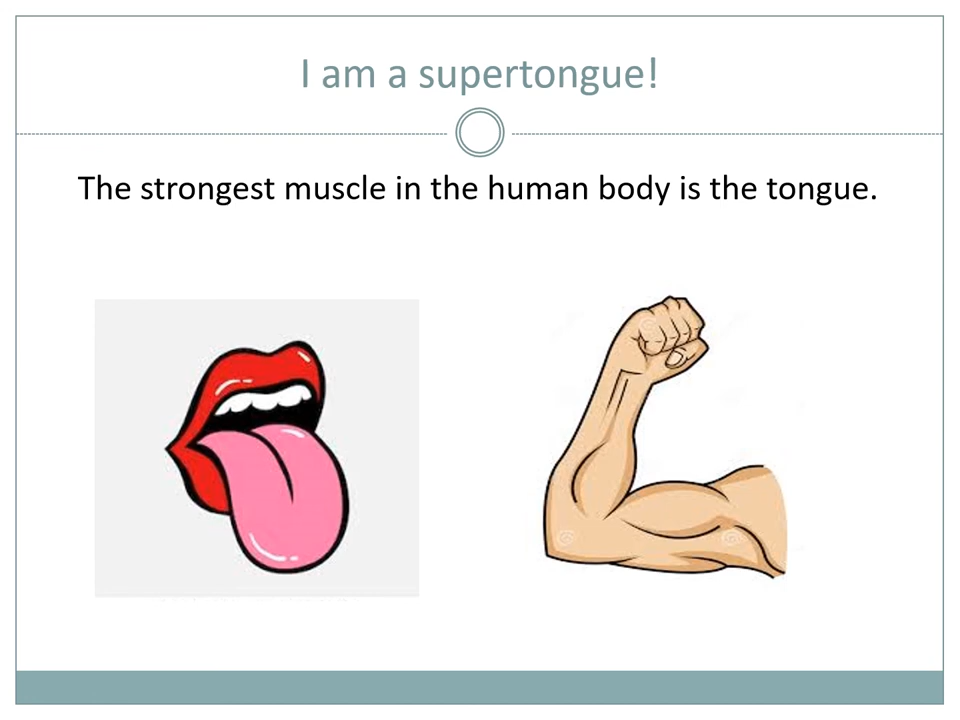 I am a supertongue!
The strongest muscle in the human body is the tongue.